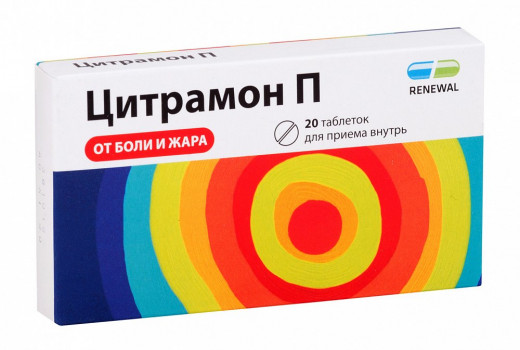 Цитрамон П
ОТ БОЛИ И ЖАРА
20 таблеток
для приема внутрь
RENEWAL